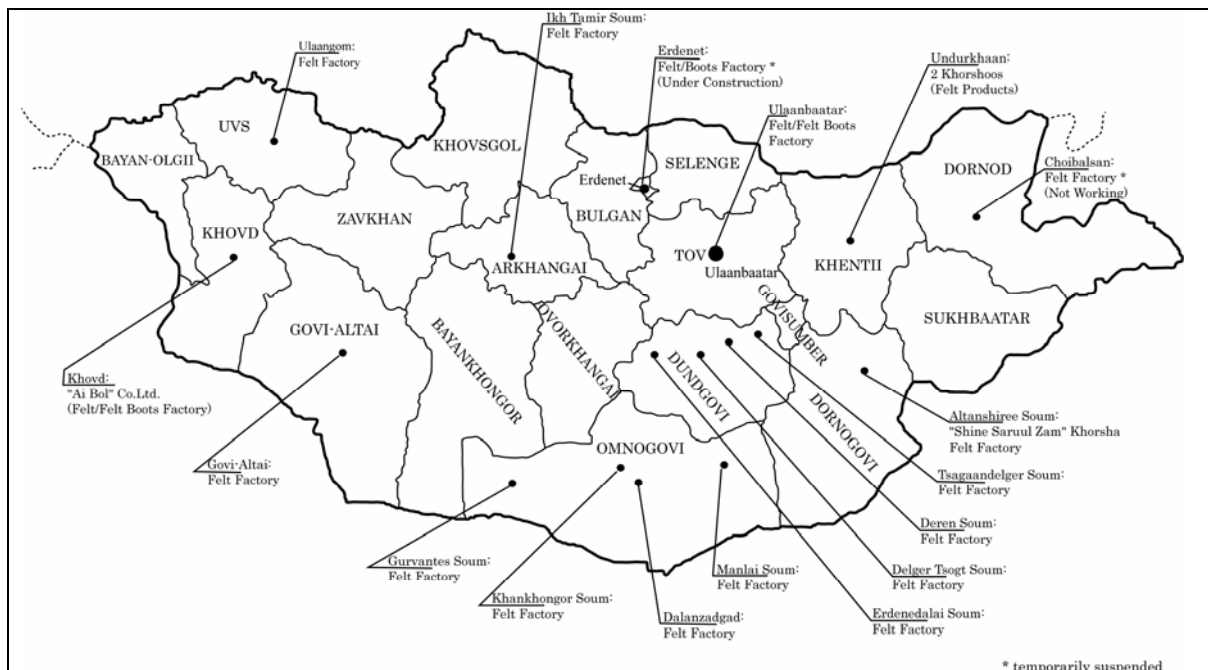 Ikh Tamir Soum:
Felt Factory
Ulaangom:
Felt Factory
Erdenet:
Felt/Boots Factory *
(Under Construction)
Undurkhaan:
2 Khorshoos
(Felt Products)
Ulaanbaatar:
Felt/Felt Boots
Factory
UVS
KHOVSGOL
SELENGE
DORNOD
BAYAN-OLGII
Choibalsan:
Felt Factory *
(Not Working)
Erdenet
ZAVKHAN
BULGAN
KHOVD
TOV
ARKHANGAI
KHENTII
Ulaanbaatar
GOVISUMBER
SUKHBAATAR
GOVI-ALTAI
BAYANKHONGOR
DVORKHANGAI
DUNDGOVI
DORNOGOVI
Khovd:
"Ai Bol" Co.Ltd.
(Felt/Felt Boots Factory)
Altanshiree Soum:
"Shine Saruul Zam" Khorsha
Felt Factory
OMNOGOVI
Govi-Altai:
Felt Factory
Tsagaandelger Soum:
Felt Factory
Deren Soum:
Felt Factory
Gurvantes Soum:
Felt Factory
Manlai Soum:
Felt Factory
Delger Tsogt Soum:
Felt Factory
Khankhongor Soum:
Felt Factory
Dalanzadgad:
Felt Factory
Erdenedalai Soum:
Felt Factory
* temporarily suspended